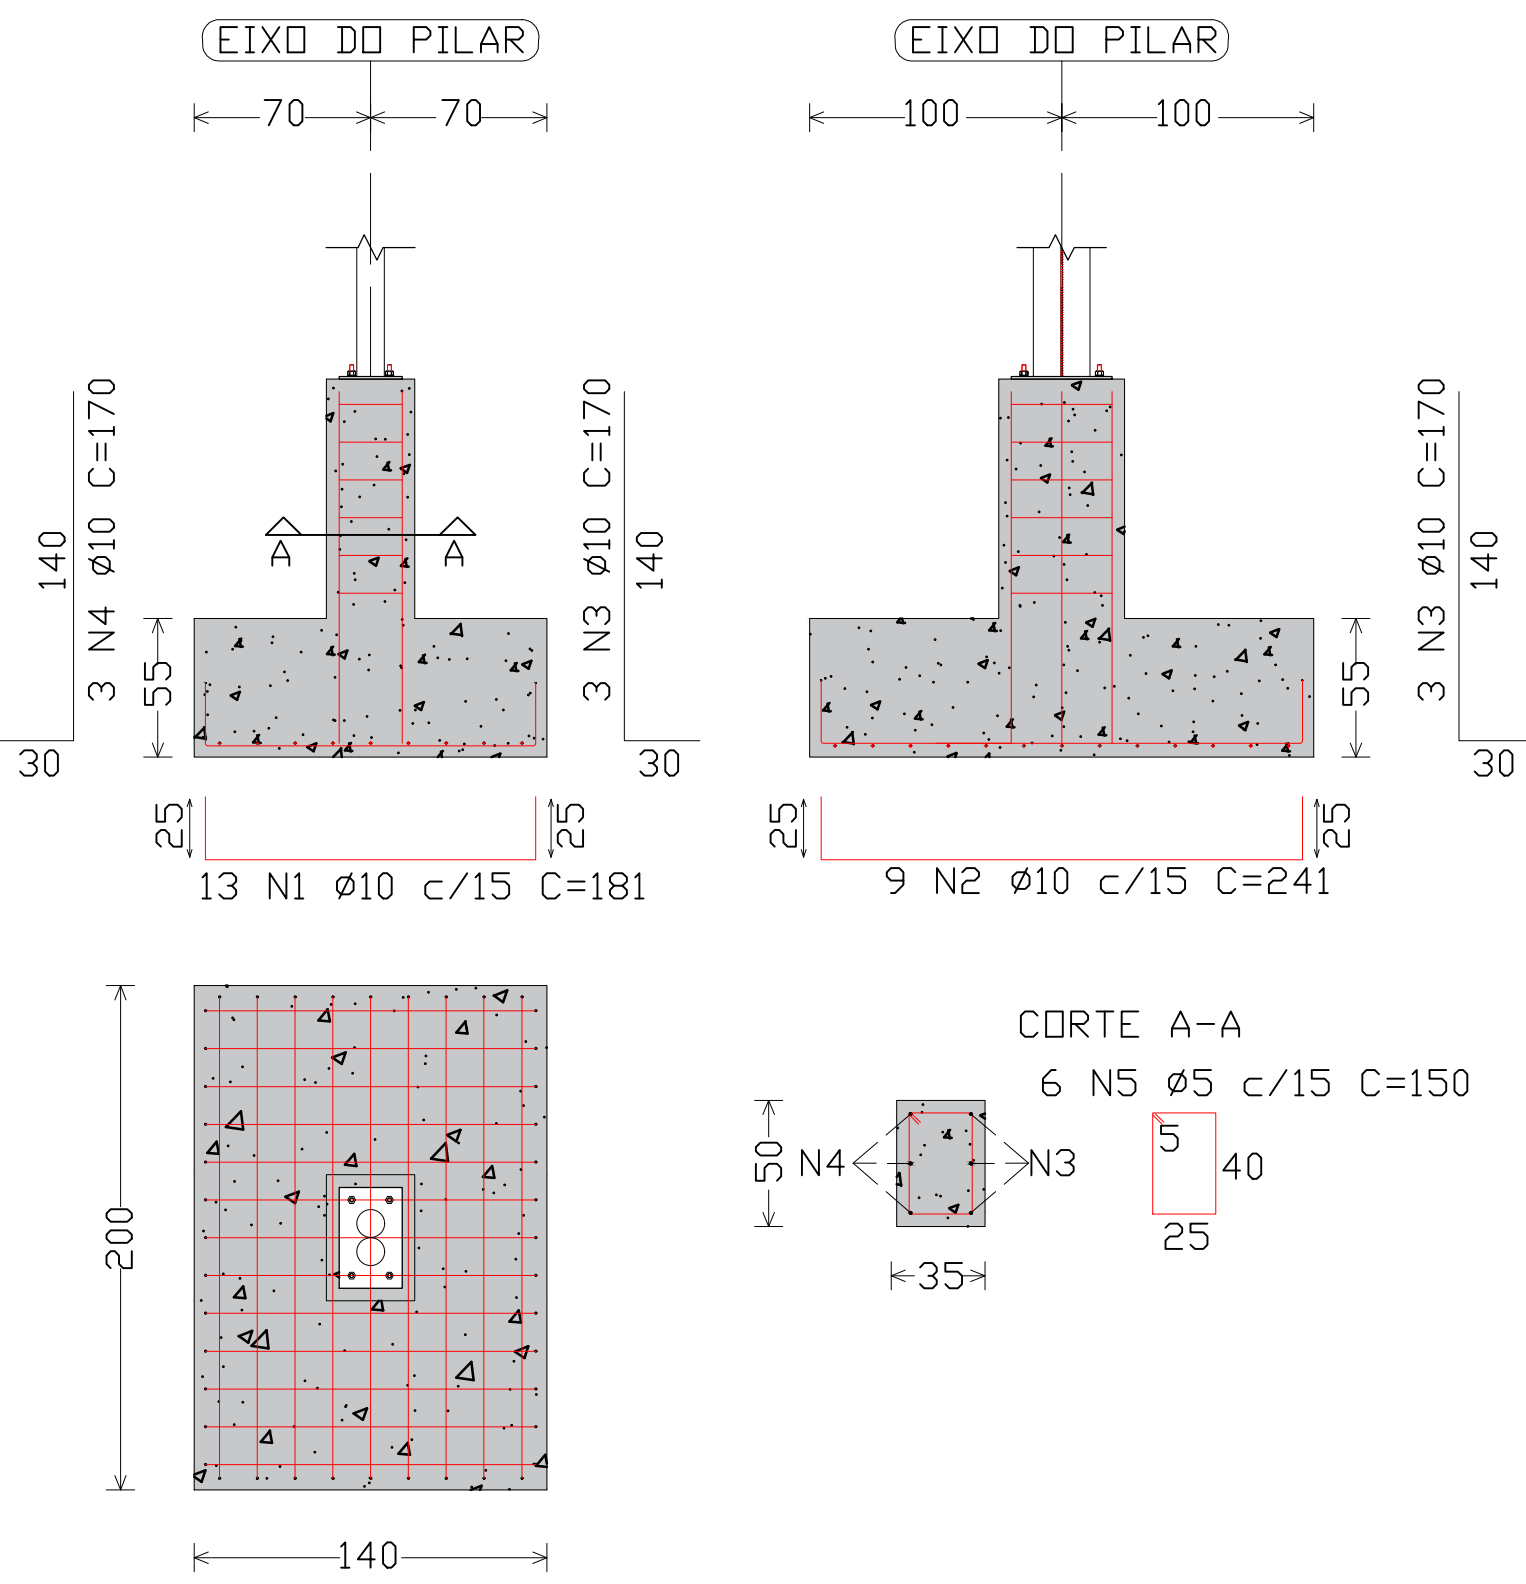 EIXO DO PILAR
EIXO DO PILAR
70
70
100
100
3 N4 ø10 C=170
140
30
55
3 N3 ø10 C=170
140
30
55
3 N3 ø10 C=170
140
30
A
A
25
25
13 N1 ø10 c/15 C=181
25
25
9 N2 ø10 c/15 C=241
200
140
CORTE A-A
6 N5 ø5 c/15 C=150
50
N4
N3
35
5
40
25